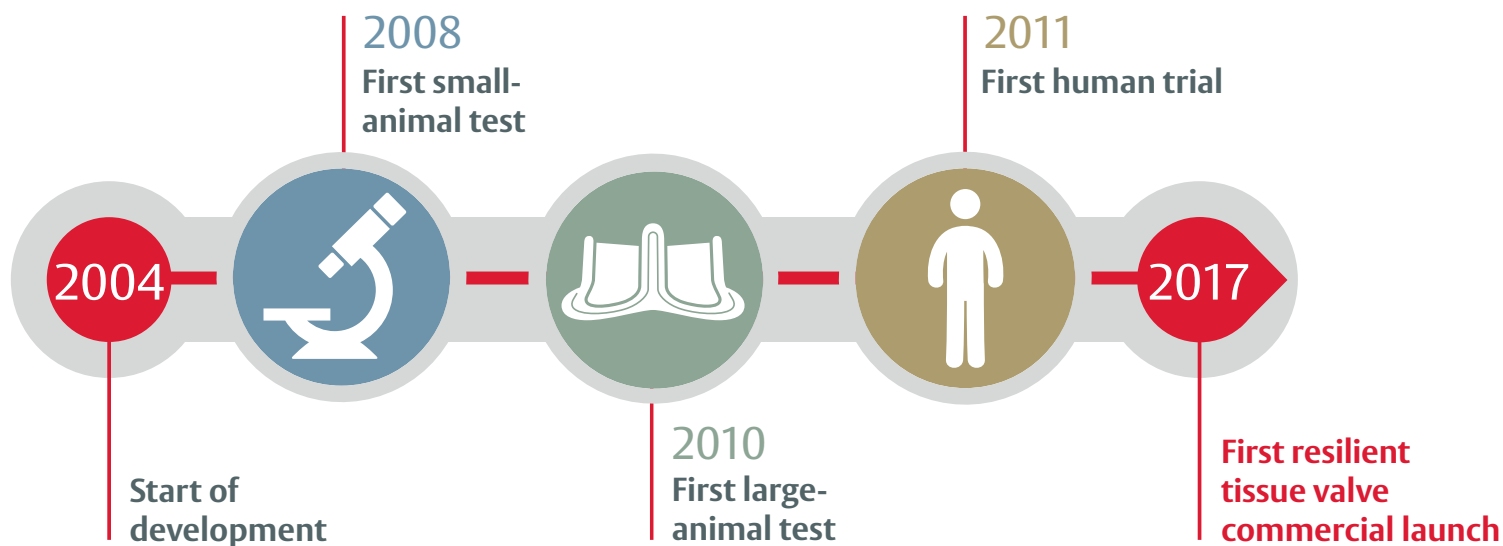 2004
Start of
development
2008
First small-
animal test
2010
First large-
animal test
2011
First human trial
2017
First resilient
tissue valve
commercial launch